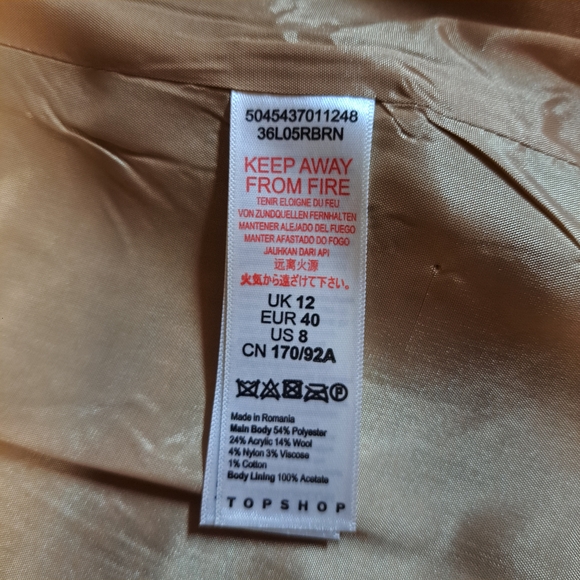 5045437011248
36L05RBRN
KEEP AWAY
FROM FIRE
TENIR ELOIGNE DU FEU
VON ZUNDQUELLEN FERNHALTEN
MANTENER ALEJADO DEL FUEGO
MANTER AFASTADO DO FOGO
JAUHKAN DARI API
远离火源
火気から遠ざけて下さい。
UK 12
EUR 40
US 8
CN 170/92A
P
Made in Romania
Main Body 54% Polyester
24% Acrylic 14% Wool
4% Nylon 3% Viscose
1% Cotton
Body Lining 100% Acetate
TOPSHOP